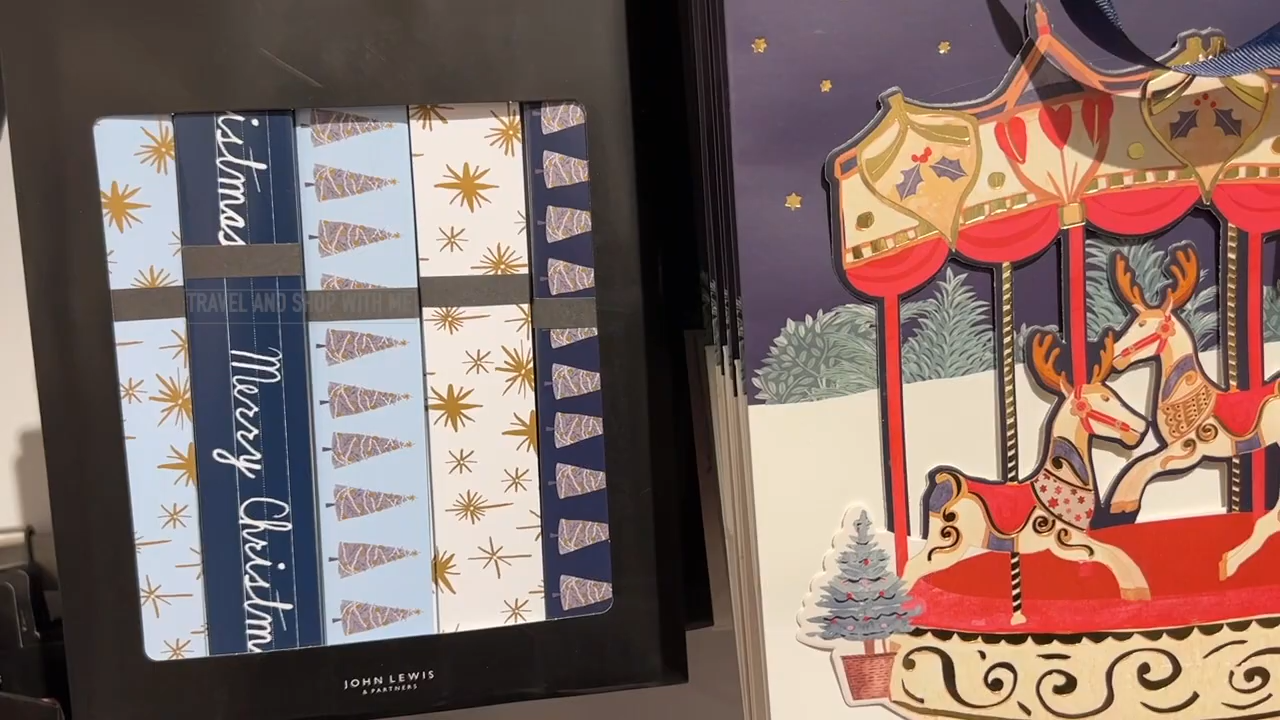 istmas
TRAVEL AND SHOP WITH ME
Merry Christm
JOHN LEWIS
& PARTNERS